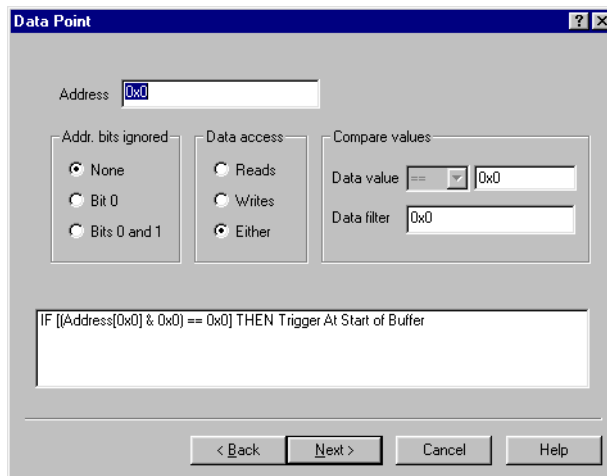 Data Point
Address 0x0
Addr. bits ignored Data access Compare values
None Reads Data value == 0x0
Bit 0 Writes Data filter 0x0
Bits 0 and 1 Either
IF [(Address[0x0] & 0x0) == 0x0] THEN Trigger At Start of Buffer
< Back Next > Cancel Help